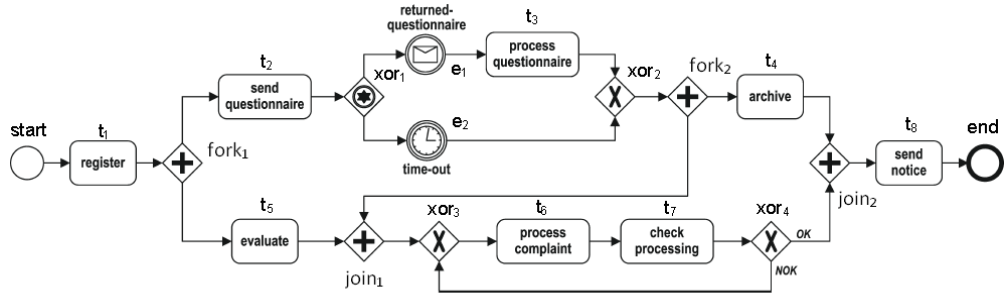 returned-
questionnaire
t3
process
questionnaire
e1
xor1
t2
send
questionnaire
xor2
fork2
t4
archive
start
t1
register
fork1
e2
time-out
t8
send
notice
end
join2
t5
evaluate
join1
xor3
t6
process
complaint
t7
check
processing
xor4
OK
NOK